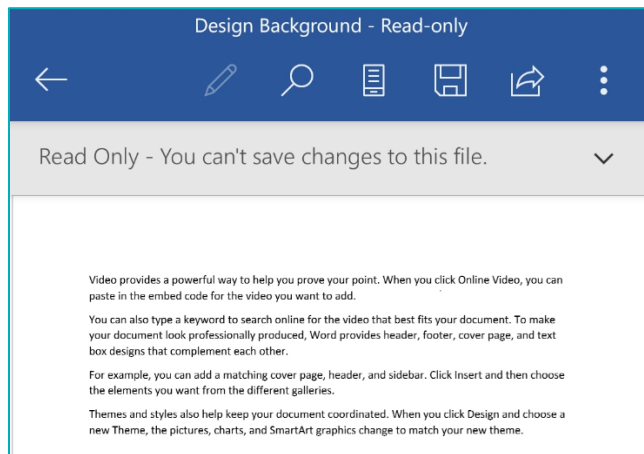 Design Background - Read-only
Read Only - You can't save changes to this file.
Video provides a powerful way to help you prove your point. When you click Online Video, you can
paste in the embed code for the video you want to add.
You can also type a keyword to search online for the video that best fits your document. To make
your document look professionally produced, Word provides header, footer, cover page, and text
box designs that complement each other.
For example, you can add a matching cover page, header, and sidebar. Click Insert and then choose
the elements you want from the different galleries.
Themes and styles also help keep your document coordinated. When you click Design and choose a
new Theme, the pictures, charts, and SmartArt graphics change to match your new theme.